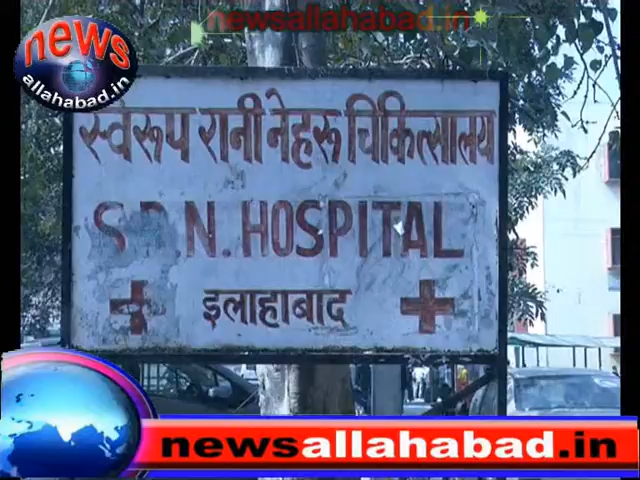 newsallahabad.in
news
allahabad.in
स्वरूप रानी नेहरू चिकित्सालय
S.R.N. HOSPITAL
इलाहाबाद
newsallahabad.in